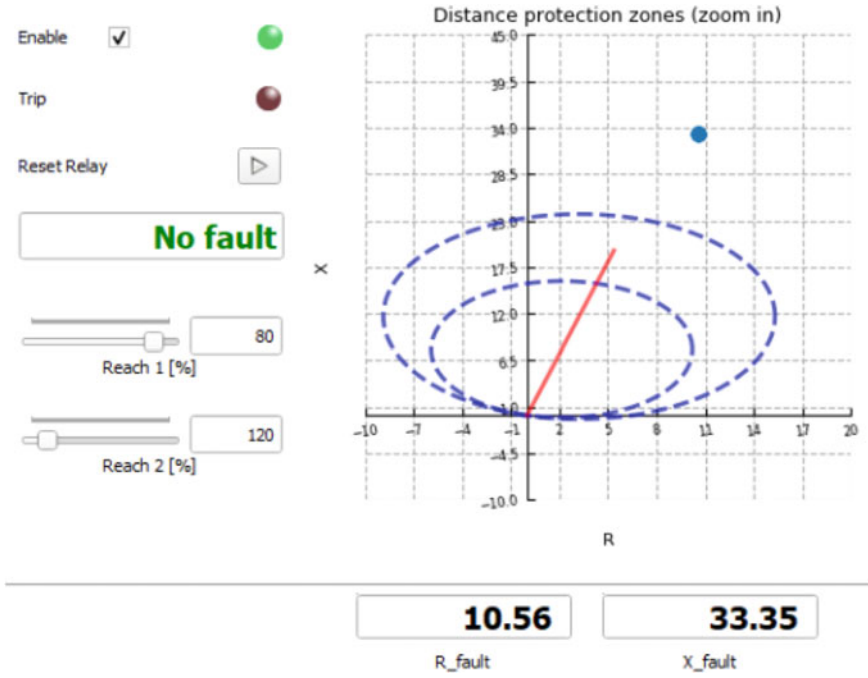 Distance protection zones (zoom in)
Enable
Trip
Reset Relay
No fault
80
Reach 1 [%]
120
Reach 2 [%]
X
45.0
39.5
34.0
28.5
23.0
17.5
12.0
6.5
1.0
-4.5
-10.0
-10 -7 -4 -1 2 5 8 11 14 17 20
R
10.56 33.35
R_fault X_fault